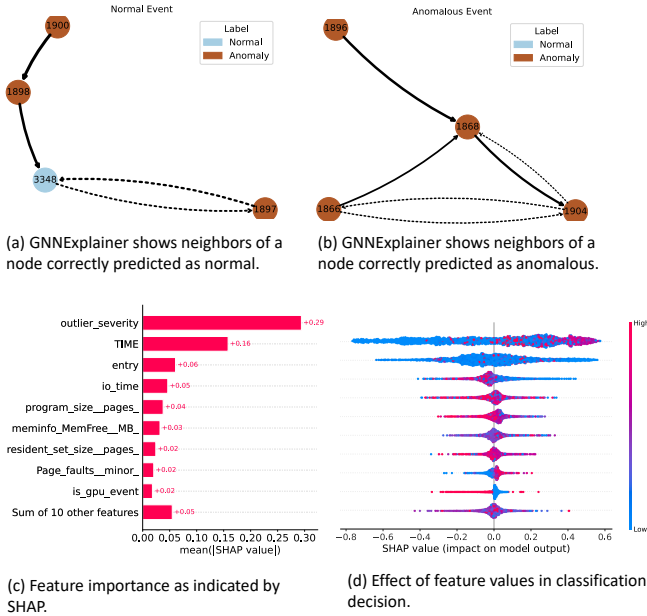 Normal Event
Label
Normal
Anomaly
1900
1898
3348
1897
(a) GNNExplainer shows neighbors of a
node correctly predicted as normal.
Anomalous Event
Label
Normal
Anomaly
1896
1868
1866
1904
(b) GNNExplainer shows neighbors of a
node correctly predicted as anomalous.
outlier_severity +0.29
TIME +0.16
entry +0.06
io_time +0.05
program_size__pages_ +0.04
meminfo_MemFree__MB_ +0.03
resident_set_size__pages_ +0.02
Page_faults__minor_ +0.02
is_gpu_event +0.02
Sum of 10 other features +0.05
0.00 0.05 0.10 0.15 0.20 0.25 0.30
mean(|SHAP value|)
(c) Feature importance as indicated by
SHAP.
High
Low
−0.8 −0.6 −0.4 −0.2 0.0 0.2 0.4 0.6
SHAP value (impact on model output)
(d) Effect of feature values in classification
decision.